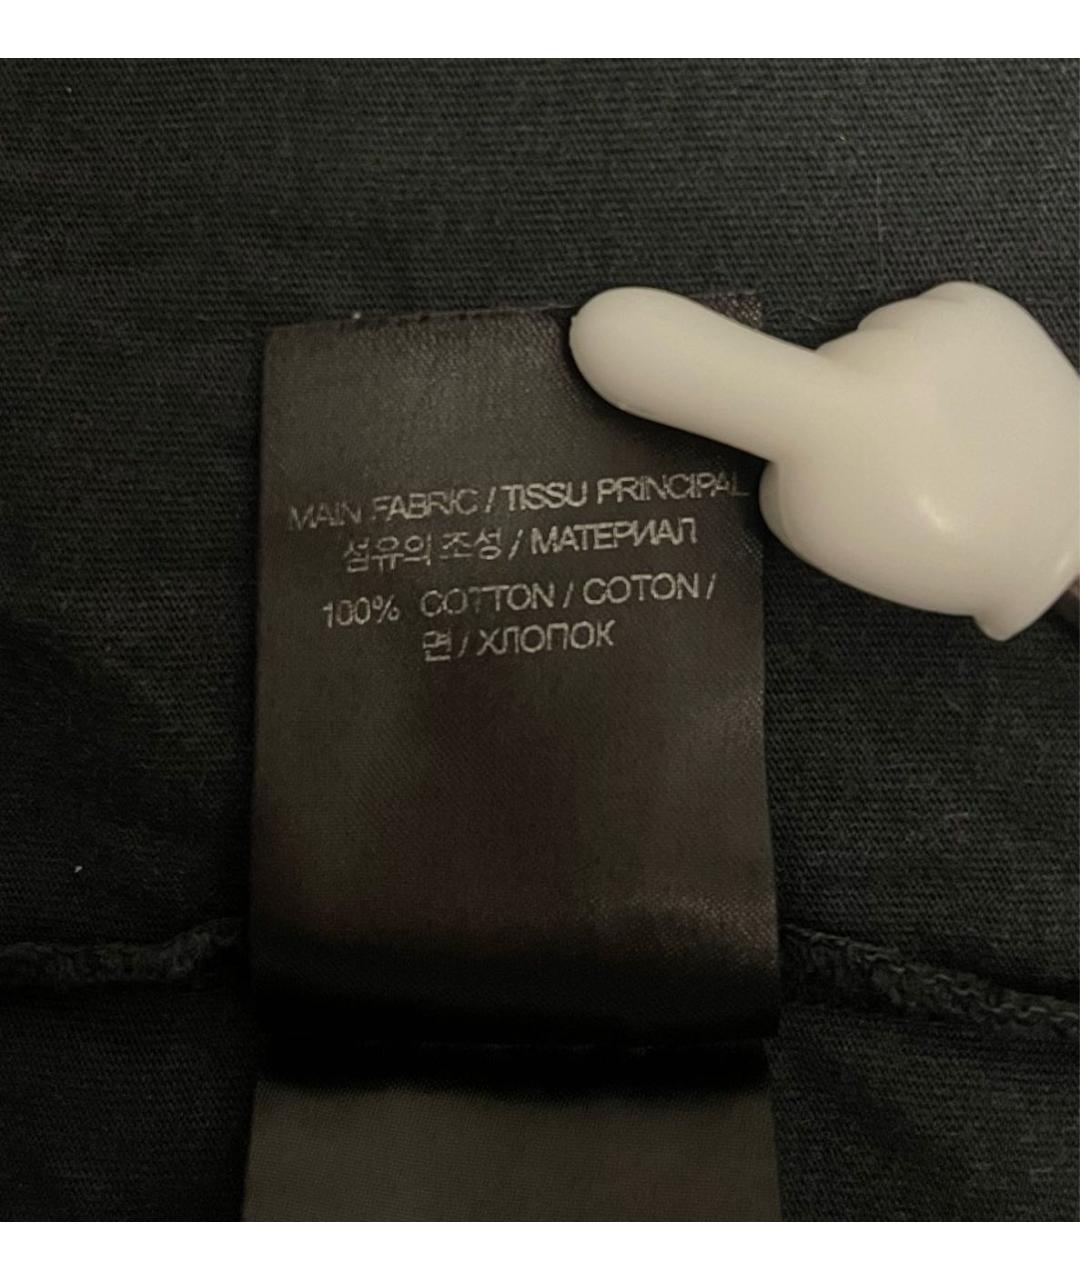 MAIN FABRIC / TISSU PRINCIPAL
섬유의 조성 / МАТЕРИАЛ
100% COTTON / COTON /
면 / ХЛОПОК